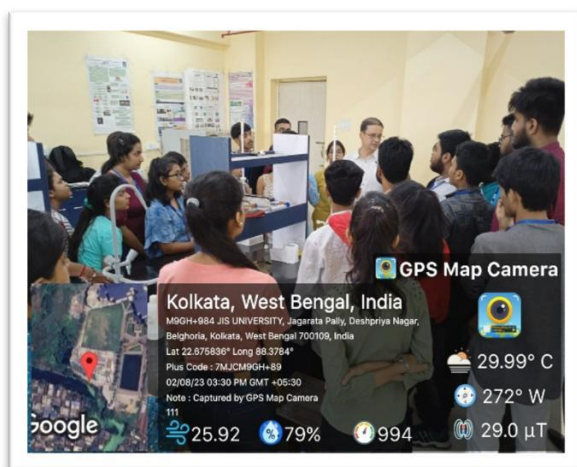 GPS Map Camera
Kolkata, West Bengal, India
M9GH+984 JIS UNIVERSITY, Jagarata Pally, Deshpriya Nagar,
Belghoria, Kolkata, West Bengal 700109, India
Lat 22.675836° Long 88.3784°
Plus Code : 7MJCM9GH+89
02/08/23 03:30 PM GMT +05:30
Note : Captured by GPS Map Camera
111
29.99° C
272° W
25.92
79%
994
29.0 µT
Google